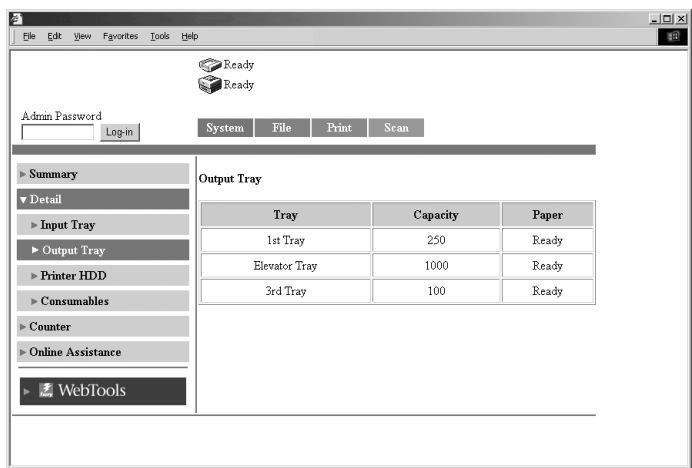 File Edit View Favorites Tools Help
Ready
Ready
Admin Password
Log-in
System File Print Scan
Summary
Detail
Input Tray
Output Tray
Printer HDD
Consumables
Counter
Online Assistance
WebTools
Output Tray
Tray Capacity Paper
1st Tray 250 Ready
Elevator Tray 1000 Ready
3rd Tray 100 Ready